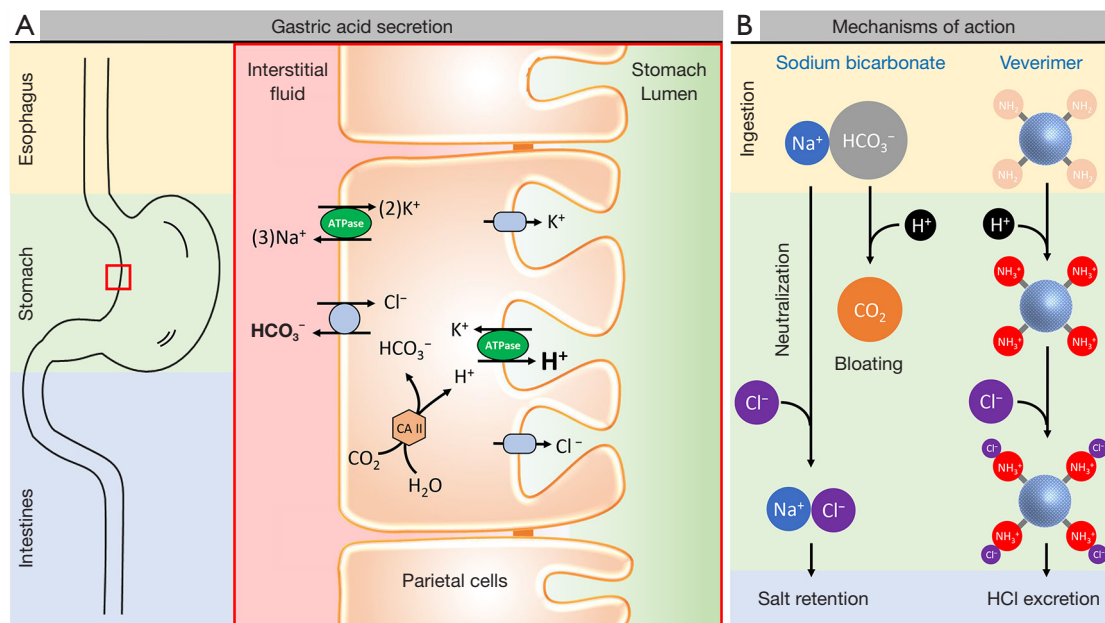 A
Gastric acid secretion
Esophagus
Stomach
Intestines
Interstitial
fluid
Stomach
Lumen
(2)K⁺
ATPase
(3)Na⁺
Cl⁻
HCO₃⁻
HCO₃⁻
H⁺
CA II
CO₂
H₂O
K⁺
K⁺
ATPase
H⁺
Cl⁻
Parietal cells
B
Mechanisms of action
Ingestion
Neutralization
Sodium bicarbonate
Na⁺
HCO₃⁻
H⁺
CO₂
Bloating
Cl⁻
Na⁺
Cl⁻
Salt retention
Veverimer
NH₂
NH₂
NH₂
NH₂
H⁺
NH₃⁺
NH₃⁺
NH₃⁺
NH₃⁺
Cl⁻
Cl⁻
Cl⁻
NH₃⁺
NH₃⁺
NH₃⁺
NH₃⁺
Cl⁻
Cl⁻
HCl excretion